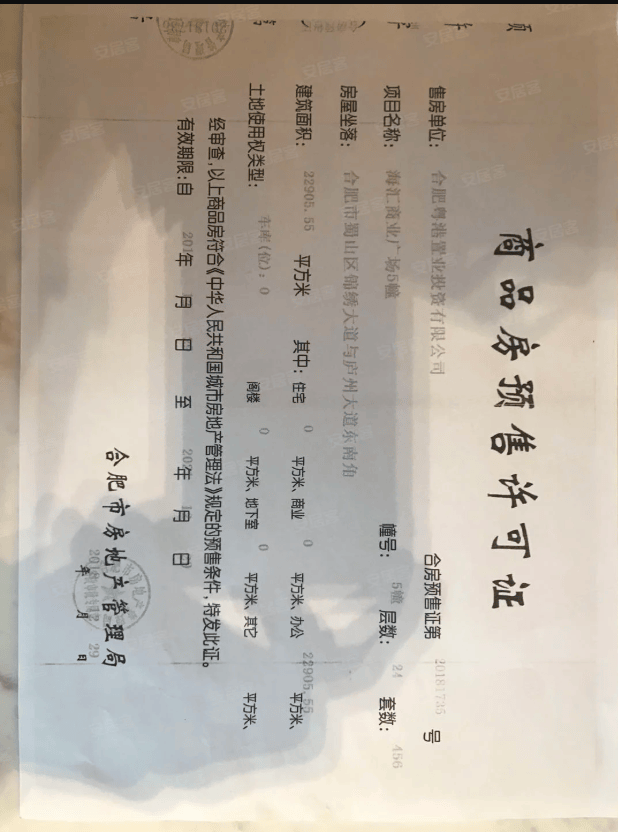 商品房预售许可证
合房预售证第 20181735 号
售房单位: 合肥粤港置业投资有限公司
项目名称: 海汇商业广场5幢 幢号: 5幢 层数: 24 套数: 456
房屋坐落: 合肥市蜀山区锦绣大道与庐州大道东南角
建筑面积: 22905.55 平方米 其中: 住宅 0 平方米、商业 0 平方米、办公 22905.55 平方米、
土地使用权类型: 车库(位): 0 阁楼 0 平方米、地下室 0 平方米、其它 平方米、
经审查,以上商品房符合《中华人民共和国城市房地产管理法》规定的预售条件,特发此证。
有效期限:自 年 月 日 至 年 月 日
合肥市房地产管理局
年 月 日
安居客